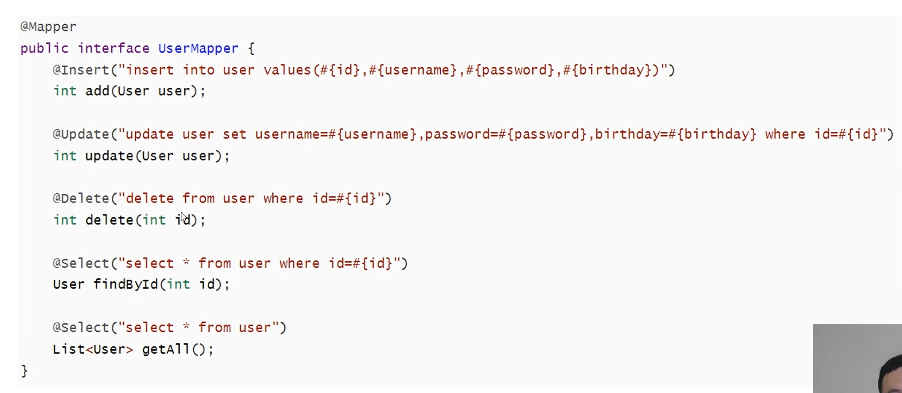 @Mapper
public interface UserMapper {
@Insert("insert into user values(#{id},#{username},#{password},#{birthday})")
int add(User user);
@Update("update user set username=#{username},password=#{password},birthday=#{birthday} where id=#{id}")
int update(User user);
@Delete("delete from user where id=#{id}")
int delete(int id);
@Select("select * from user where id=#{id}")
User findById(int id);
@Select("select * from user")
List<User> getAll();
}